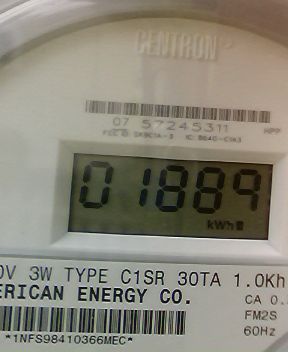 CENTRON
07 57245311
HPP
01889
kWh
0V 3W TYPE C1SR 30TA 1.0Kh
ERICAN ENERGY CO.
CA 0.
FM2S
60Hz
*1NFS98410366MEC*